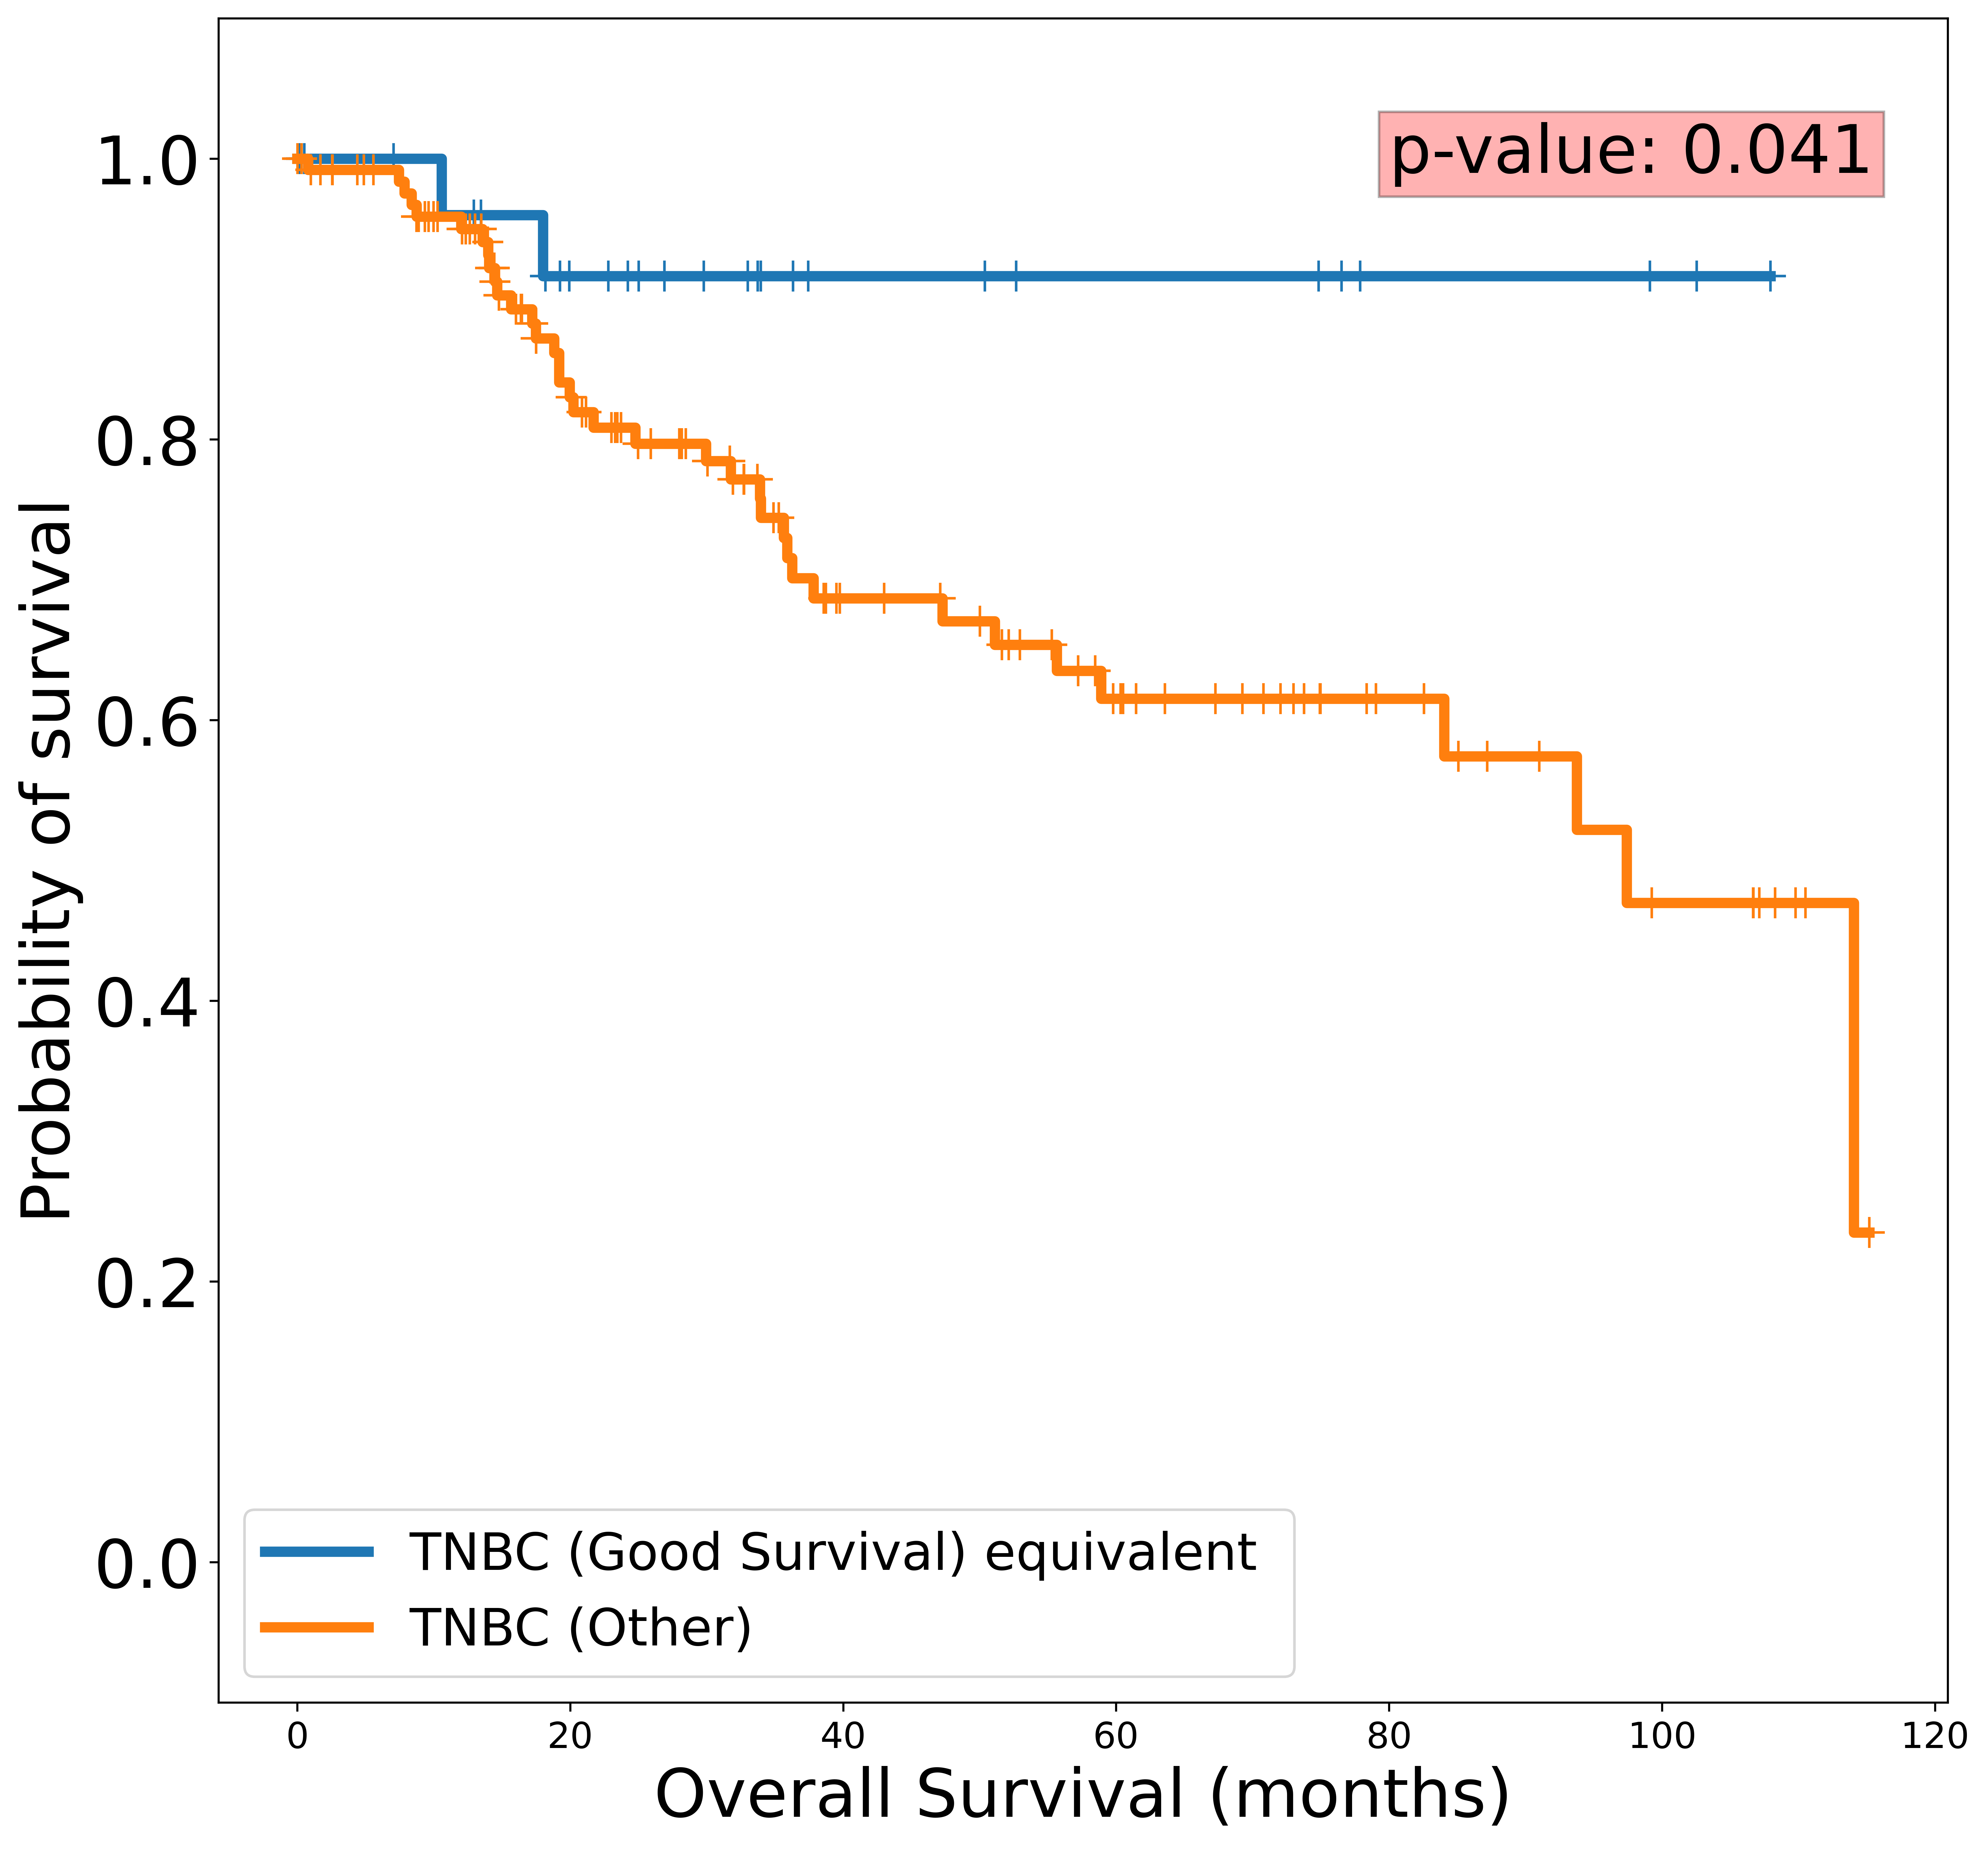 p-value: 0.041
Probability of survival
1.0
0.8
0.6
0.4
0.2
0.0
TNBC (Good Survival) equivalent
TNBC (Other)
0 20 40 60 80 100 120
Overall Survival (months)